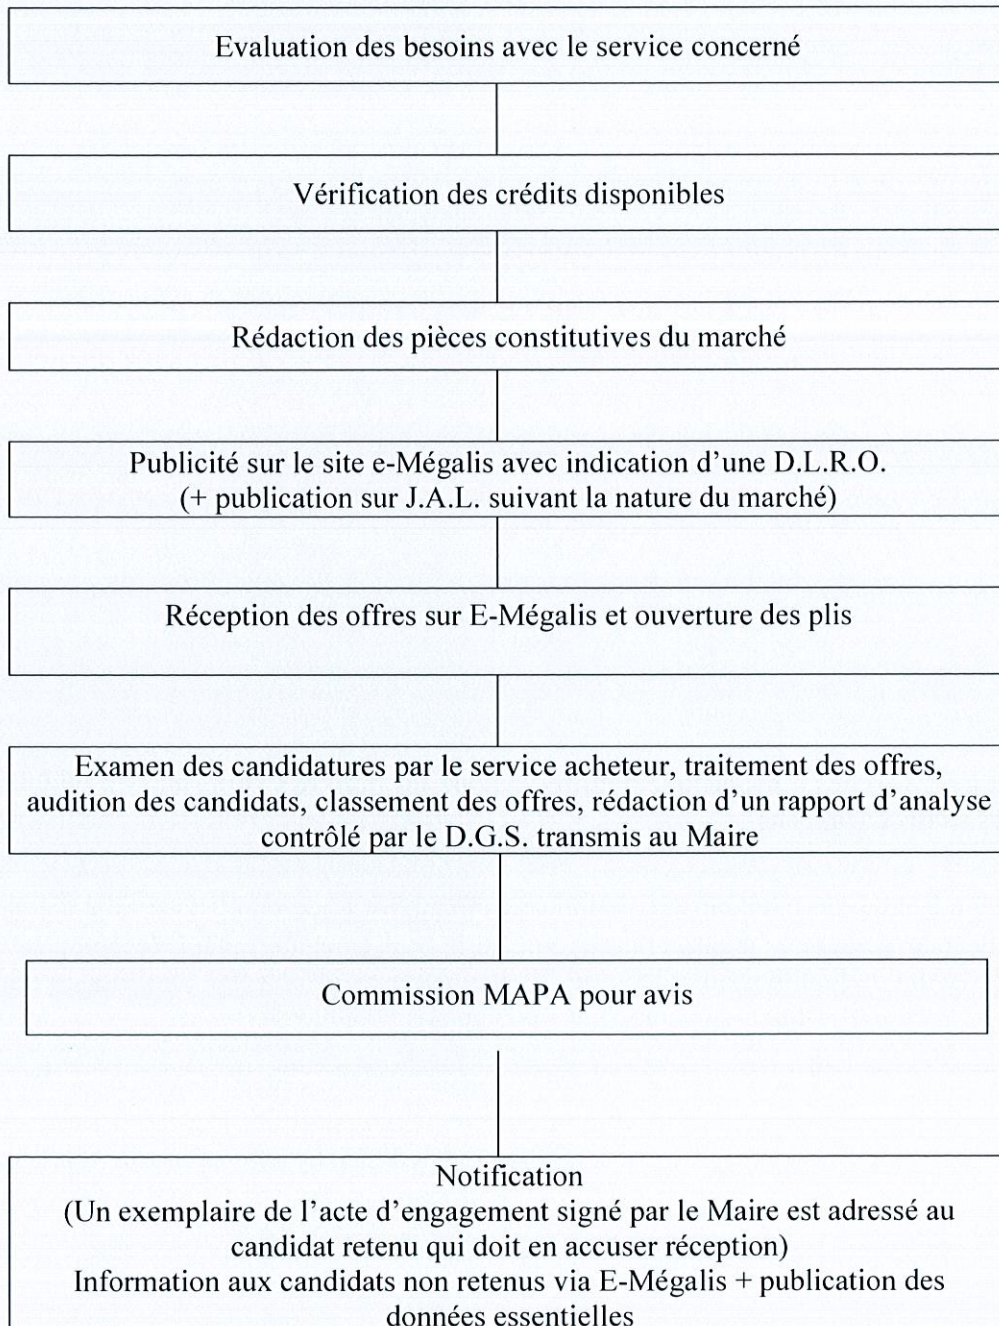 Evaluation des besoins avec le service concerné
Vérification des crédits disponibles
Rédaction des pièces constitutives du marché
Publicité sur le site e-Mégalis avec indication d'une D.L.R.O.
(+ publication sur J.A.L. suivant la nature du marché)
Réception des offres sur E-Mégalis et ouverture des plis
Examen des candidatures par le service acheteur, traitement des offres,
audition des candidats, classement des offres, rédaction d'un rapport d'analyse
contrôlé par le D.G.S. transmis au Maire
Commission MAPA pour avis
Notification
(Un exemplaire de l'acte d'engagement signé par le Maire est adressé au
candidat retenu qui doit en accuser réception)
Information aux candidats non retenus via E-Mégalis + publication des
données essentielles